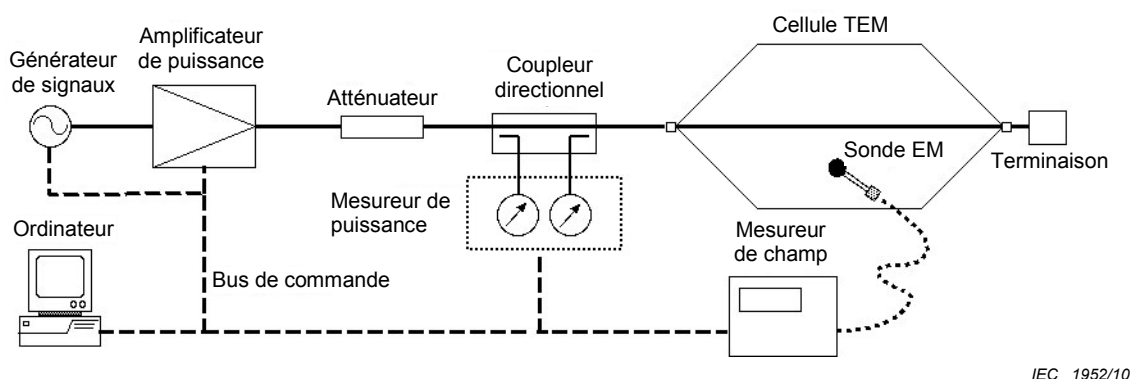 Cellule TEM
Amplificateur
de puissance
Générateur
de signaux
Coupleur
directionnel
Atténuateur
Sonde EM
Terminaison
Mesureur de
puissance
Ordinateur
Mesureur
de champ
Bus de commande
IEC 1952/10